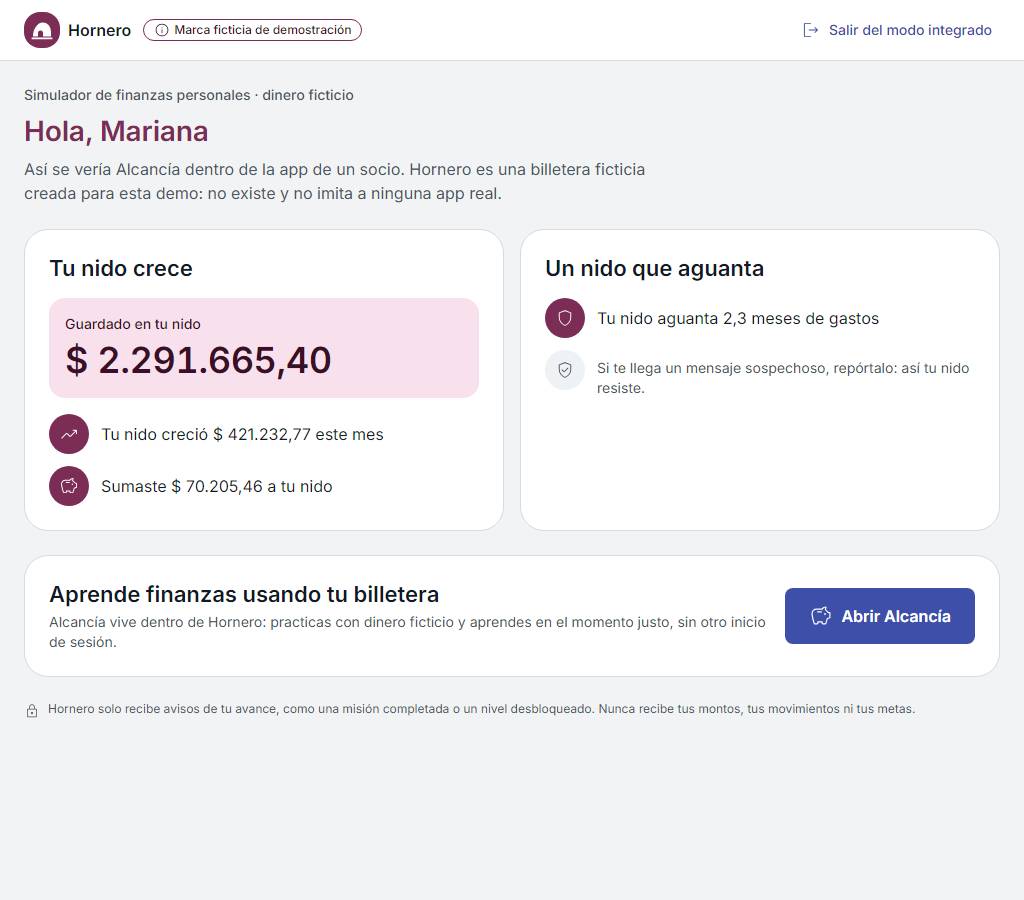 Hornero
Marca ficticia de demostración
Salir del modo integrado
Simulador de finanzas personales · dinero ficticio
Hola, Mariana
Así se vería Alcancía dentro de la app de un socio. Hornero es una billetera ficticia
creada para esta demo: no existe y no imita a ninguna app real.
Tu nido crece
Guardado en tu nido
$ 2.291.665,40
Tu nido creció $ 421.232,77 este mes
Sumaste $ 70.205,46 a tu nido
Un nido que aguanta
Tu nido aguanta 2,3 meses de gastos
Si te llega un mensaje sospechoso, repórtalo: así tu nido
resiste.
Aprende finanzas usando tu billetera
Alcancía vive dentro de Hornero: practicas con dinero ficticio y aprendes en el momento justo, sin otro inicio
de sesión.
Abrir Alcancía
Hornero solo recibe avisos de tu avance, como una misión completada o un nivel desbloqueado. Nunca recibe tus montos, tus movimientos ni tus metas.